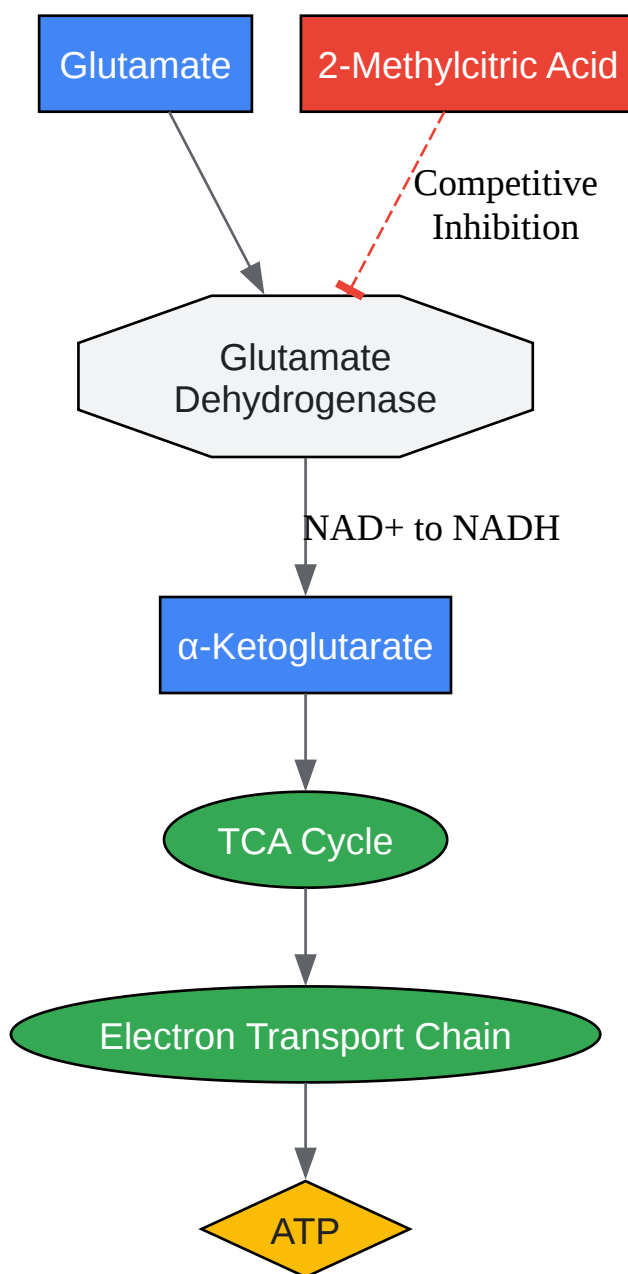 Glutamate
2-Methylcitric Acid
Competitive
Inhibition
Glutamate
Dehydrogenase
NAD+ to NADH
α-Ketoglutarate
TCA Cycle
Electron Transport Chain
ATP